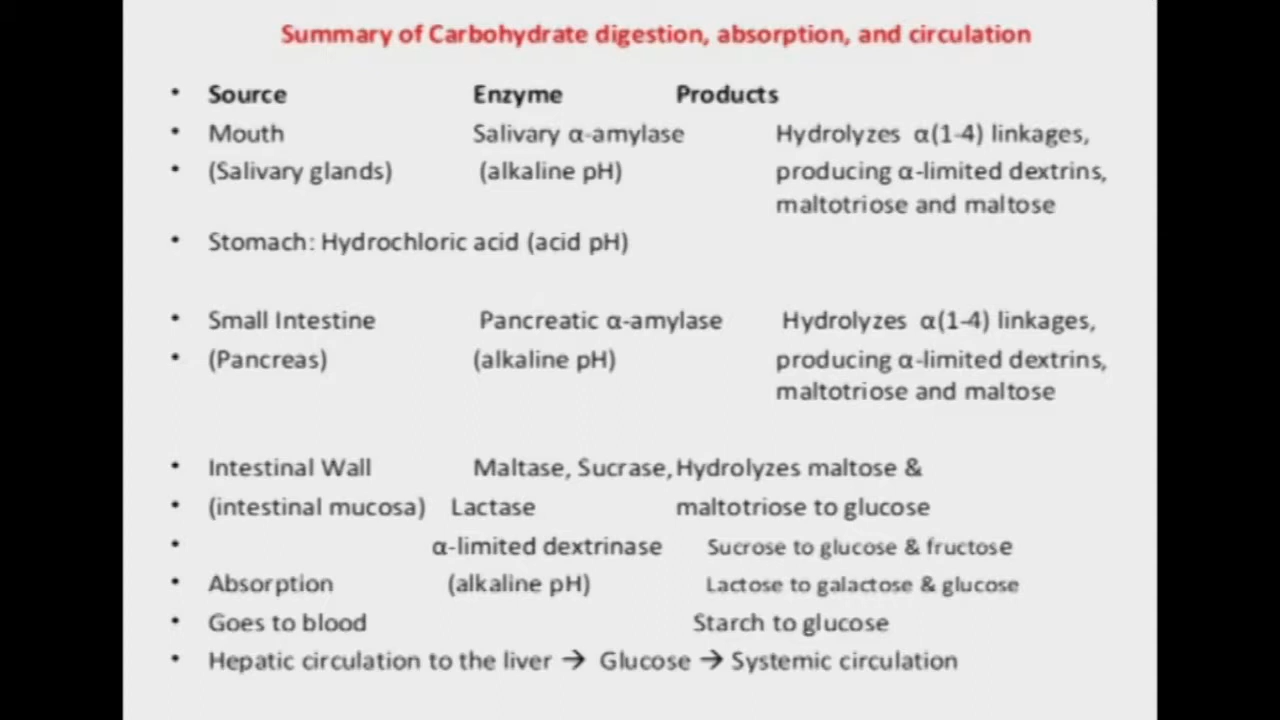 Summary of Carbohydrate digestion, absorption, and circulation
• Source Enzyme Products
• Mouth Salivary α-amylase Hydrolyzes α(1-4) linkages,
• (Salivary glands) (alkaline pH) producing α-limited dextrins,
maltotriose and maltose
• Stomach: Hydrochloric acid (acid pH)
• Small Intestine Pancreatic α-amylase Hydrolyzes α(1-4) linkages,
• (Pancreas) (alkaline pH) producing α-limited dextrins,
maltotriose and maltose
• Intestinal Wall Maltase, Sucrase, Hydrolyzes maltose &
• (intestinal mucosa) Lactase maltotriose to glucose
• α-limited dextrinase Sucrose to glucose & fructose
• Absorption (alkaline pH) Lactose to galactose & glucose
• Goes to blood Starch to glucose
• Hepatic circulation to the liver → Glucose → Systemic circulation